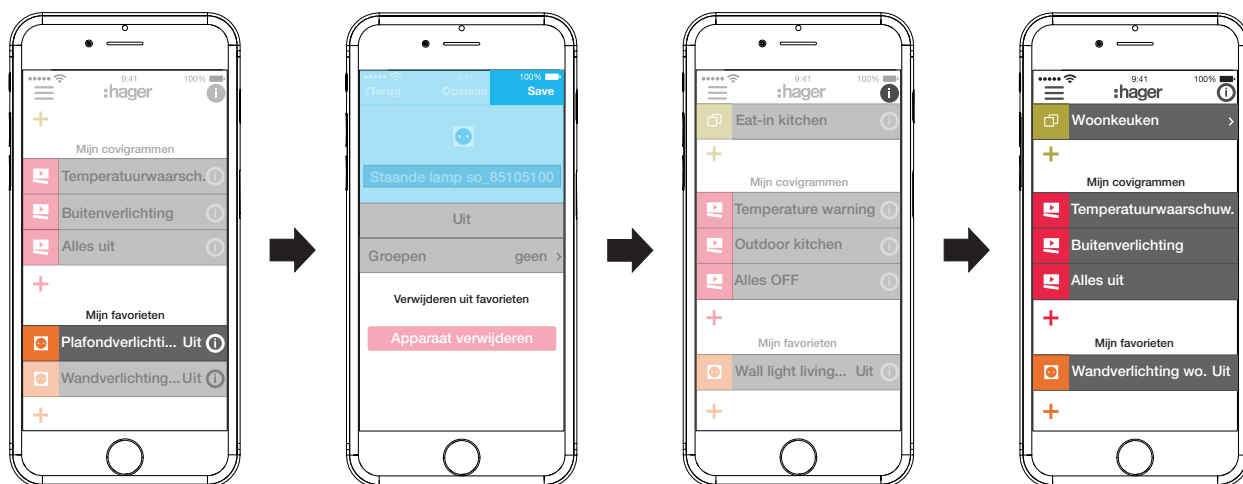 9:41 100%
:hager
Mijn covigrammen
Temperatuurwaarsch.
Buitenverlichting
Alles uit
Mijn favorieten
Plafondverlichti... Uit
Wandverlichting... Uit
9:41 100%
<Terug Opslaan Save
Staande lamp so_85105100
Uit
Groepen geen >
Verwijderen uit favorieten
Apparaat verwijderen
9:41 100%
:hager
Eat-in kitchen
Mijn covigrammen
Temperature warning
Outdoor kitchen
Alles OFF
Mijn favorieten
Wall light living... Uit
9:41 100%
:hager
Woonkeuken >
Mijn covigrammen
Temperatuurwaarschuw.
Buitenverlichting
Alles uit
Mijn favorieten
Wandverlichting wo. Uit